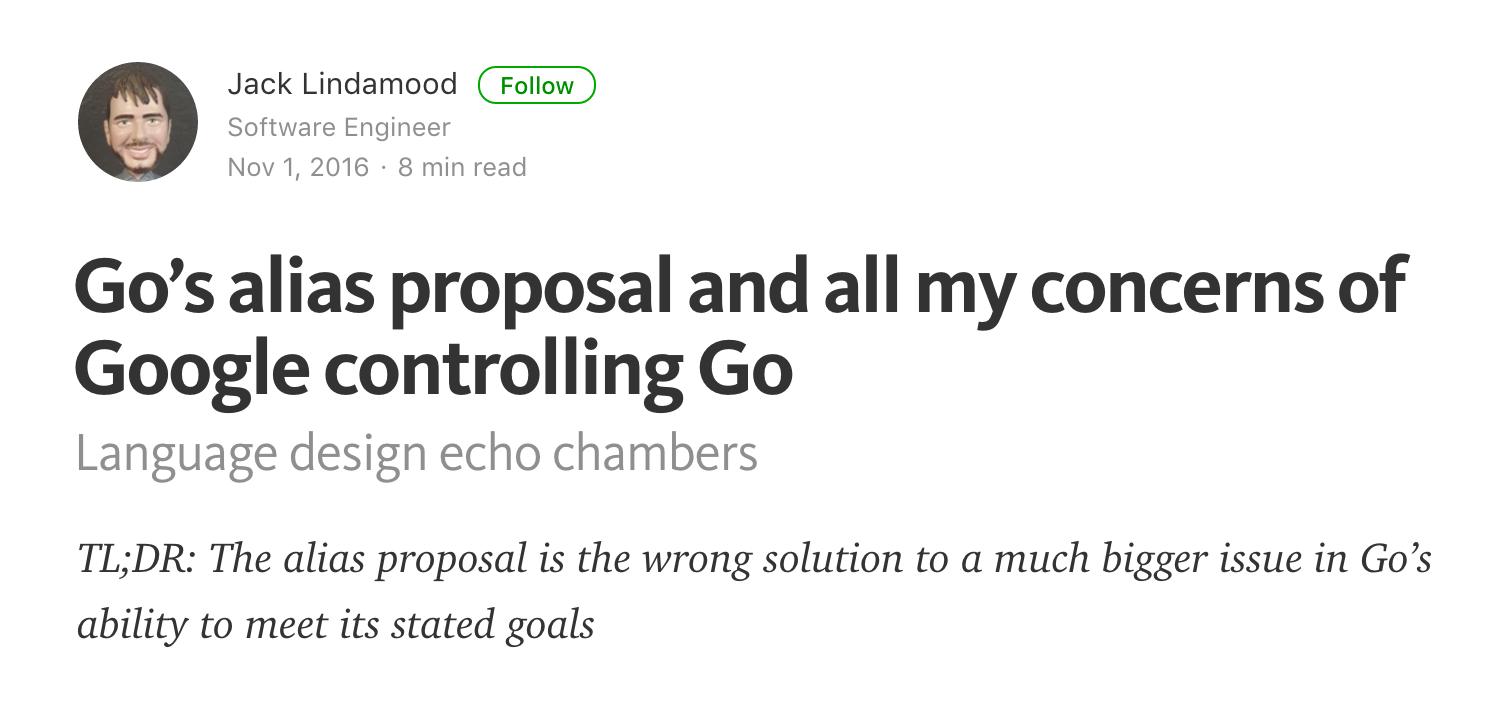 Jack Lindamood Follow
Software Engineer
Nov 1, 2016 · 8 min read
Go’s alias proposal and all my concerns of
Google controlling Go
Language design echo chambers
TL;DR: The alias proposal is the wrong solution to a much bigger issue in Go’s
ability to meet its stated goals